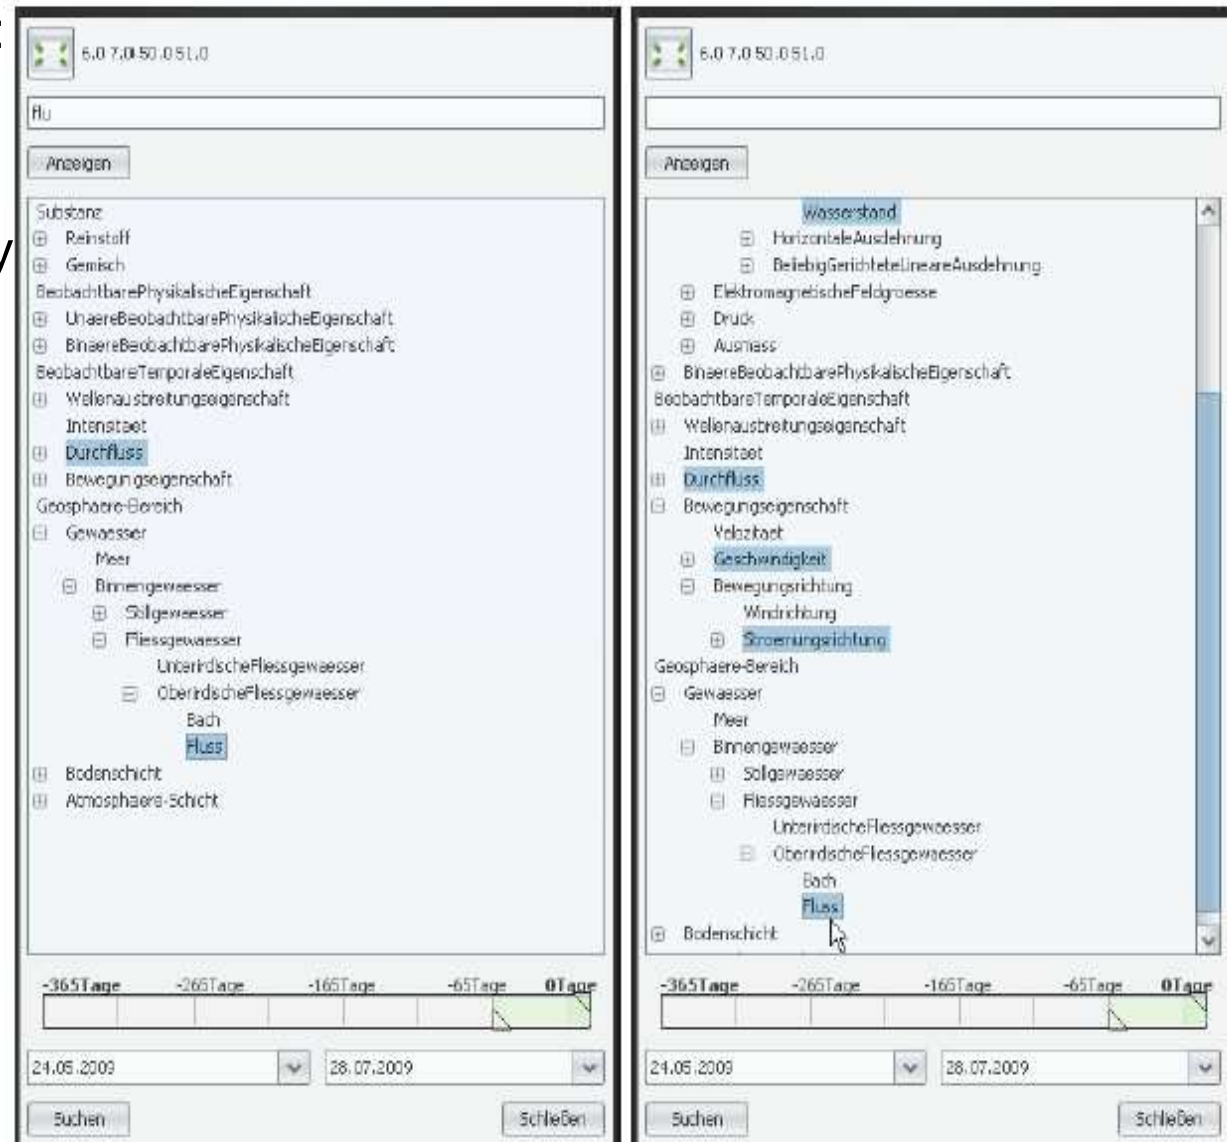 6.0 7.0 50.0 51.0
flu
Anzeigen
Substanz
Reinstoff
Gemisch
BeobachtbarePhysikalischeEigenschaft
UnaereBeobachtbarePhysikalischeEigenschaft
BinaereBeobachtbarePhysikalischeEigenschaft
BeobachtbareTemporaleEigenschaft
Wellenausbreitungseigenschaft
Intensitaet
Durchfluss
Bewegungseigenschaft
Geosphaere-Bereich
Gewaesser
Meer
Binnengewaesser
Stillgewaesser
Fliessgewaesser
UnterirdischeFliessgewaesser
OberirdischeFliessgewaesser
Bach
Fluss
Bodenschicht
Atmosphaere-Schicht
-365Tage -265Tage -165Tage -65Tage 0Tage
24.05.2009 28.07.2009
Suchen Schließen
6.0 7.0 50.0 51.0
Anzeigen
Wasserstand
HorizontaleAusdehnung
BeliebigGerichteteLineareAusdehnung
ElektromagnetischeFeldgroesse
Druck
Ausmass
BinaereBeobachtbarePhysikalischeEigenschaft
BeobachtbareTemporaleEigenschaft
Wellenausbreitungseigenschaft
Intensitaet
Durchfluss
Bewegungseigenschaft
Velozitaet
Geschwindigkeit
Bewegungsrichtung
Windrichtung
Stroemungsrichtung
Geosphaere-Bereich
Gewaesser
Meer
Binnengewaesser
Stillgewaesser
Fliessgewaesser
UnterirdischeFliessgewaesser
OberirdischeFliessgewaesser
Bach
Fluss
Bodenschicht
-365Tage -265Tage -165Tage -65Tage 0Tage
24.05.2009 28.07.2009
Suchen Schließen